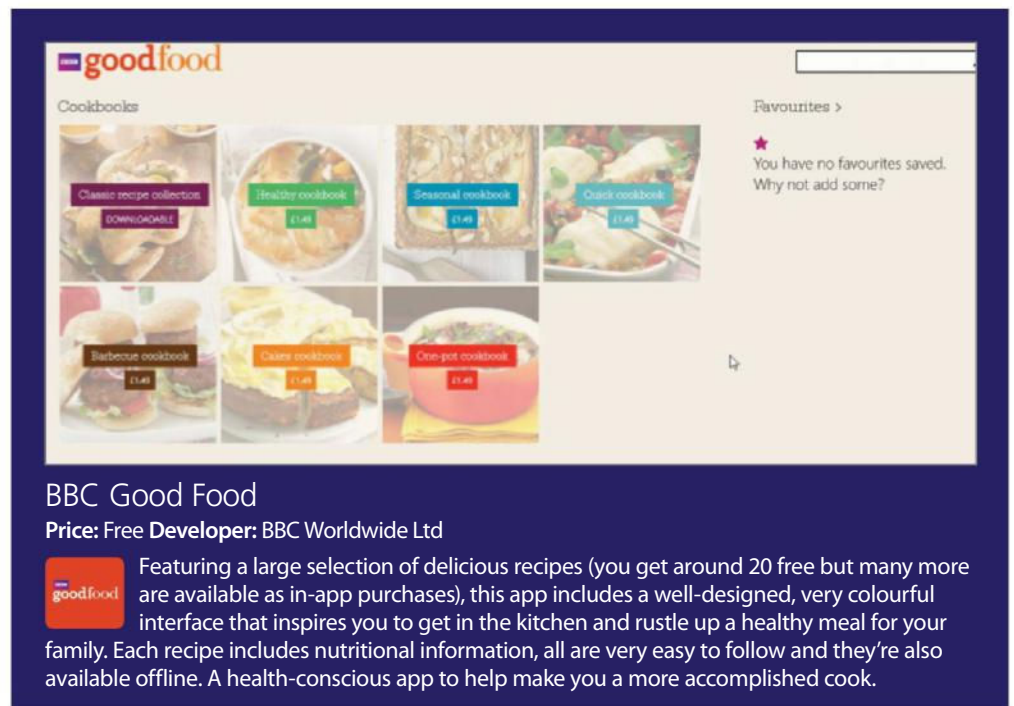 BBC goodfood
Cookbooks
Favourites >
Classic recipe collection
DOWNLOADABLE
Healthy cookbook
£1.49
Seasonal cookbook
£1.49
Quick cookbook
£1.49
You have no favourites saved.
Why not add some?
Barbecue cookbook
£1.49
Cakes cookbook
£1.49
One-pot cookbook
£1.49
BBC Good Food
Price: Free Developer: BBC Worldwide Ltd
BBC
goodfood
Featuring a large selection of delicious recipes (you get around 20 free but many more
are available as in-app purchases), this app includes a well-designed, very colourful
interface that inspires you to get in the kitchen and rustle up a healthy meal for your
family. Each recipe includes nutritional information, all are very easy to follow and they’re also
available offline. A health-conscious app to help make you a more accomplished cook.